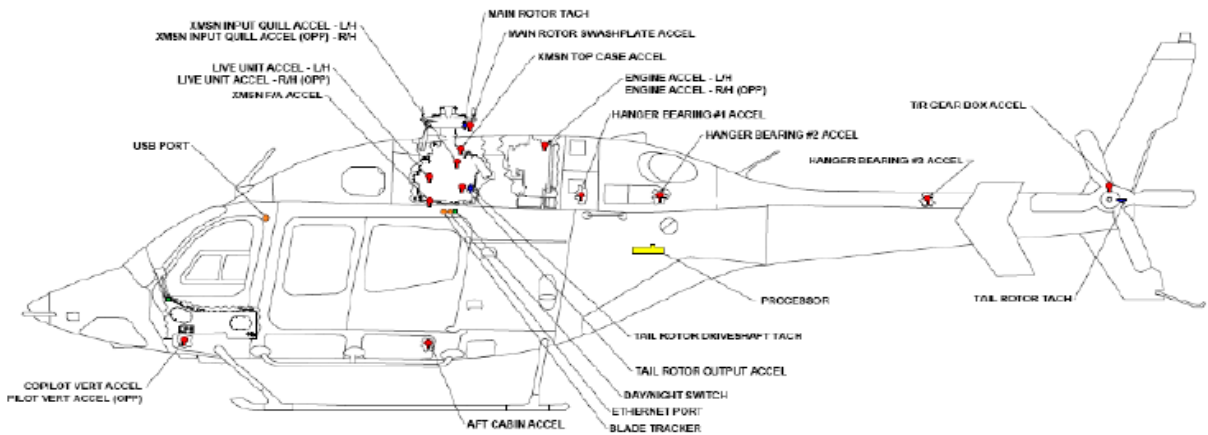 MAIN ROTOR TACH
XMSN INPUT QUILL ACCEL - L/H
XMSN INPUT QUILL ACCEL (OPP) - R/H
MAIN ROTOR SWASHPLATE ACCEL
XMSN TOP CASE ACCEL
LIVE UNIT ACCEL - L/H
LIVE UNIT ACCEL - R/H (OPP)
XMSN F/A ACCEL
ENGINE ACCEL - L/H
ENGINE ACCEL - R/H (OPP)
T/R GEAR BOX ACCEL
HANGER BEARING #1 ACCEL
HANGER BEARING #2 ACCEL
USB PORT
HANGER BEARING #3 ACCEL
PROCESSOR
TAIL ROTOR TACH
TAIL ROTOR DRIVESHAFT TACH
TAIL ROTOR OUTPUT ACCEL
COPILOT VERT ACCEL
PILOT VERT ACCEL (OPP)
DAY/NIGHT SWITCH
ETHERNET PORT
AFT CABIN ACCEL
BLADE TRACKER